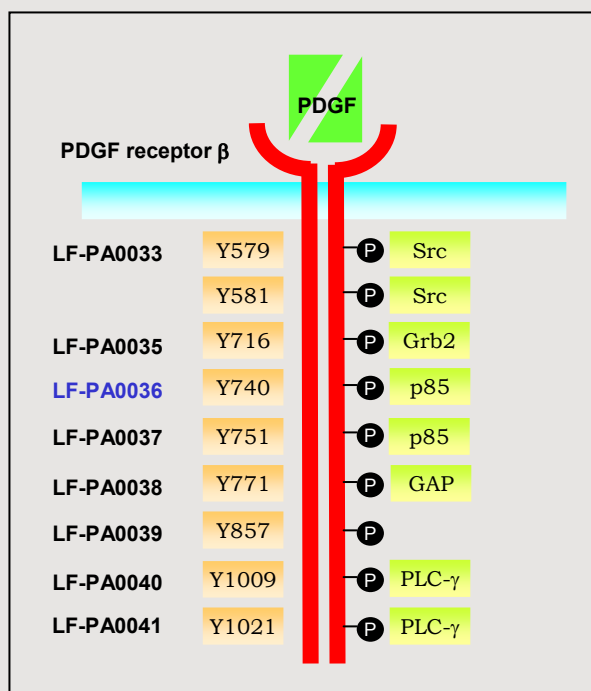 PDGF
PDGF receptor β
LF-PA0033 Y579 P Src
Y581 P Src
LF-PA0035 Y716 P Grb2
LF-PA0036 Y740 P p85
LF-PA0037 Y751 P p85
LF-PA0038 Y771 P GAP
LF-PA0039 Y857 P
LF-PA0040 Y1009 P PLC-γ
LF-PA0041 Y1021 P PLC-γ